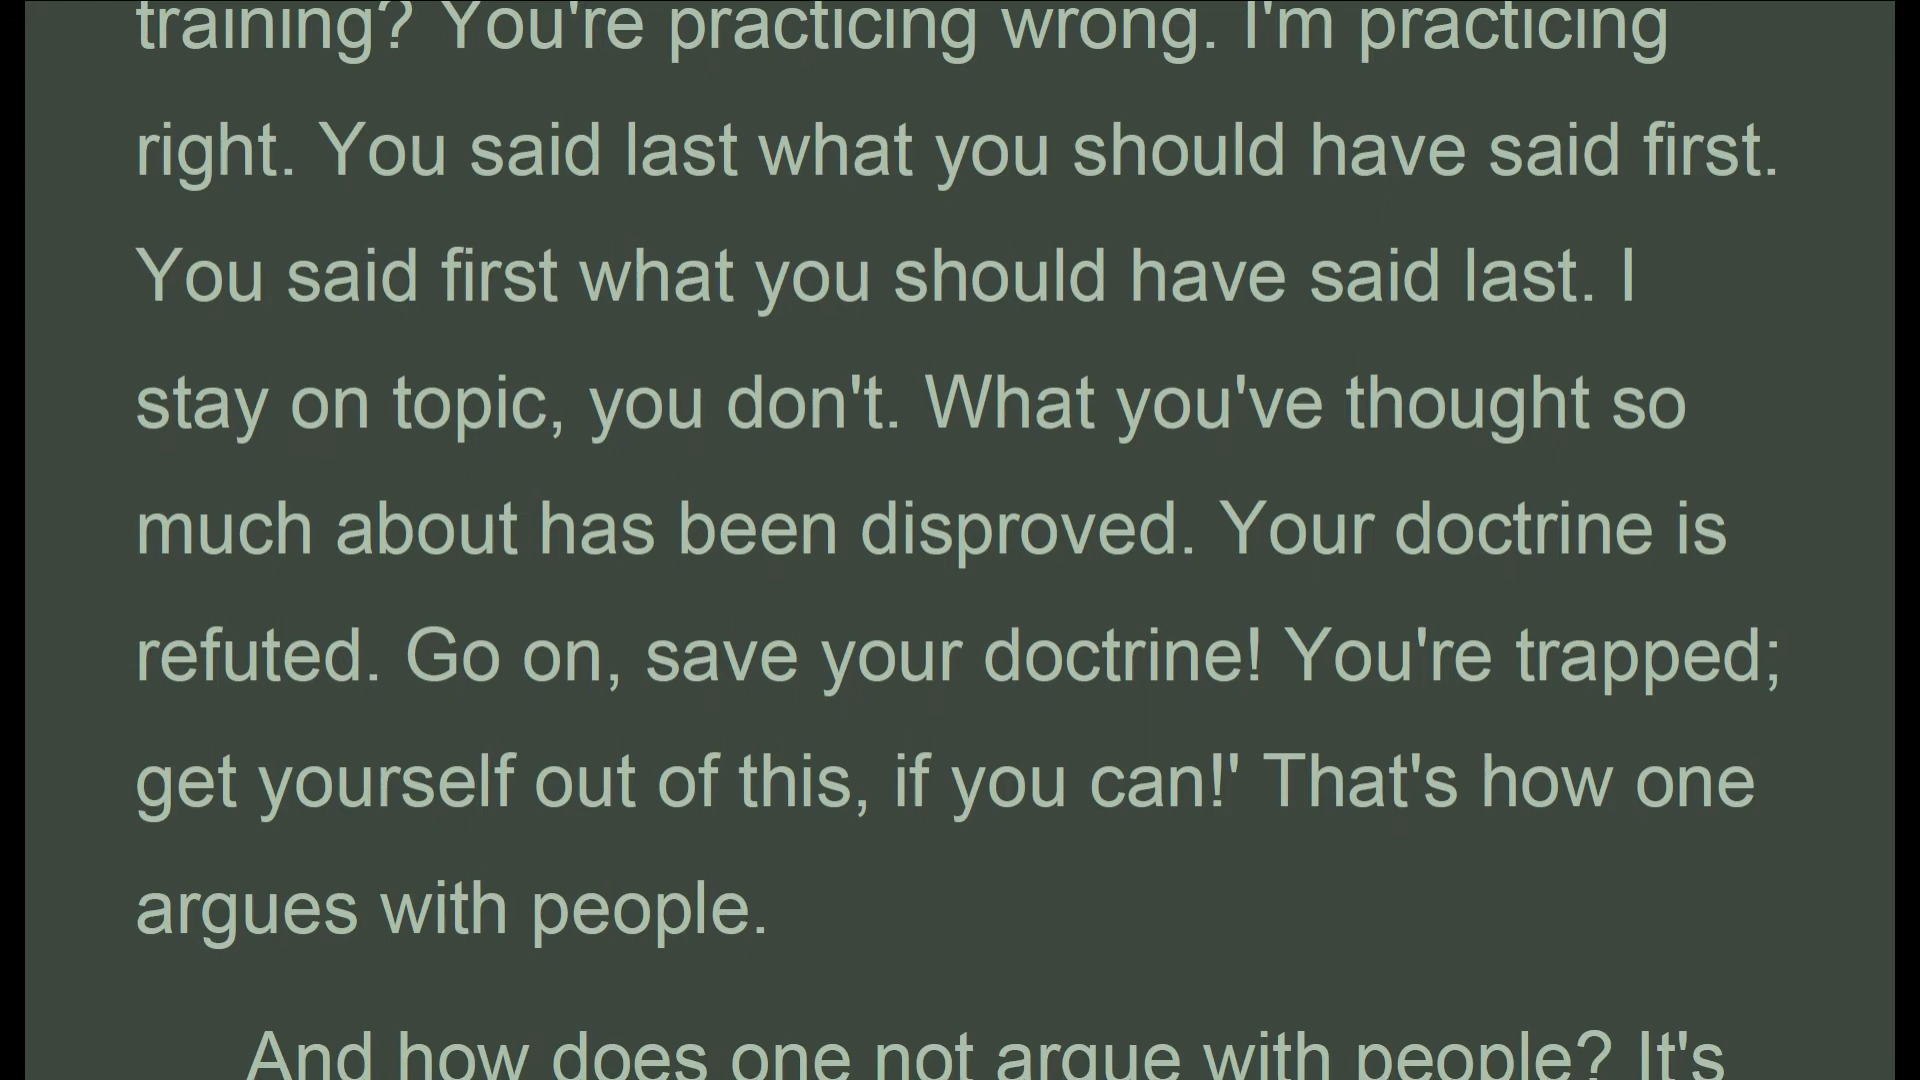 training? You're practicing wrong. I'm practicing
right. You said last what you should have said first.
You said first what you should have said last. I
stay on topic, you don't. What you've thought so
much about has been disproved. Your doctrine is
refuted. Go on, save your doctrine! You're trapped;
get yourself out of this, if you can!' That's how one
argues with people.
And how does one not argue with people? It's